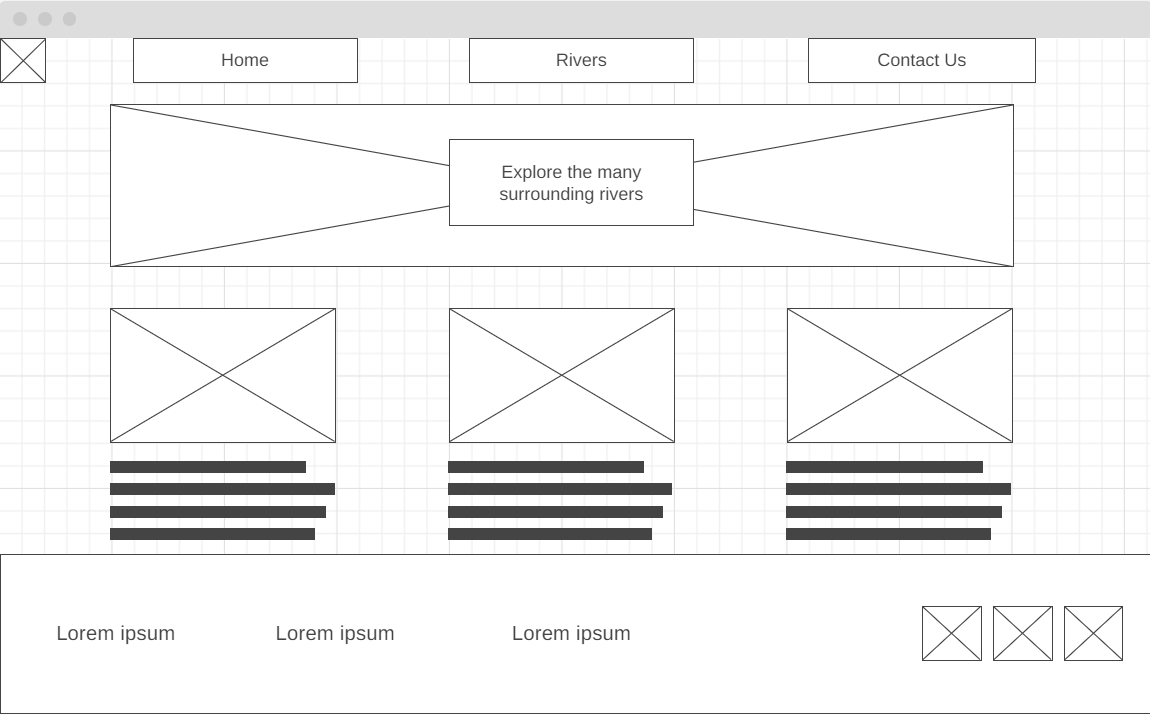 Home
Rivers
Contact Us
Explore the many
surrounding rivers
Lorem ipsum
Lorem ipsum
Lorem ipsum